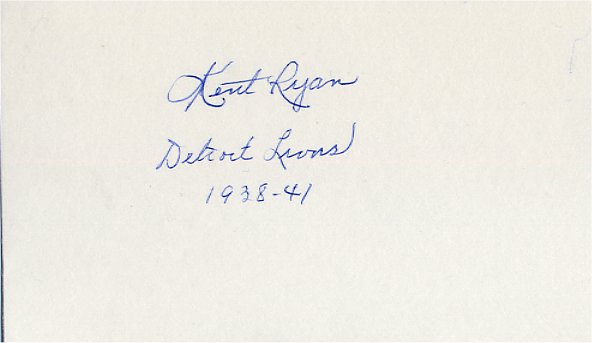 Kent Ryan
Detroit Lions
1938-41